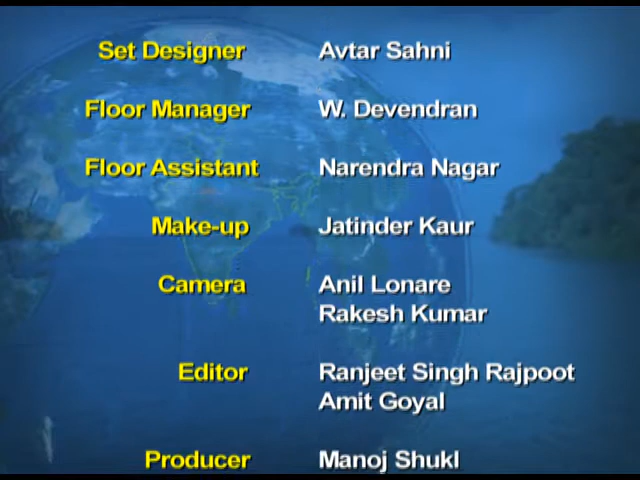 Set Designer Avtar Sahni
Floor Manager W. Devendran
Floor Assistant Narendra Nagar
Make-up Jatinder Kaur
Camera Anil Lonare
Rakesh Kumar
Editor Ranjeet Singh Rajpoot
Amit Goyal
Producer Manoj Shukl